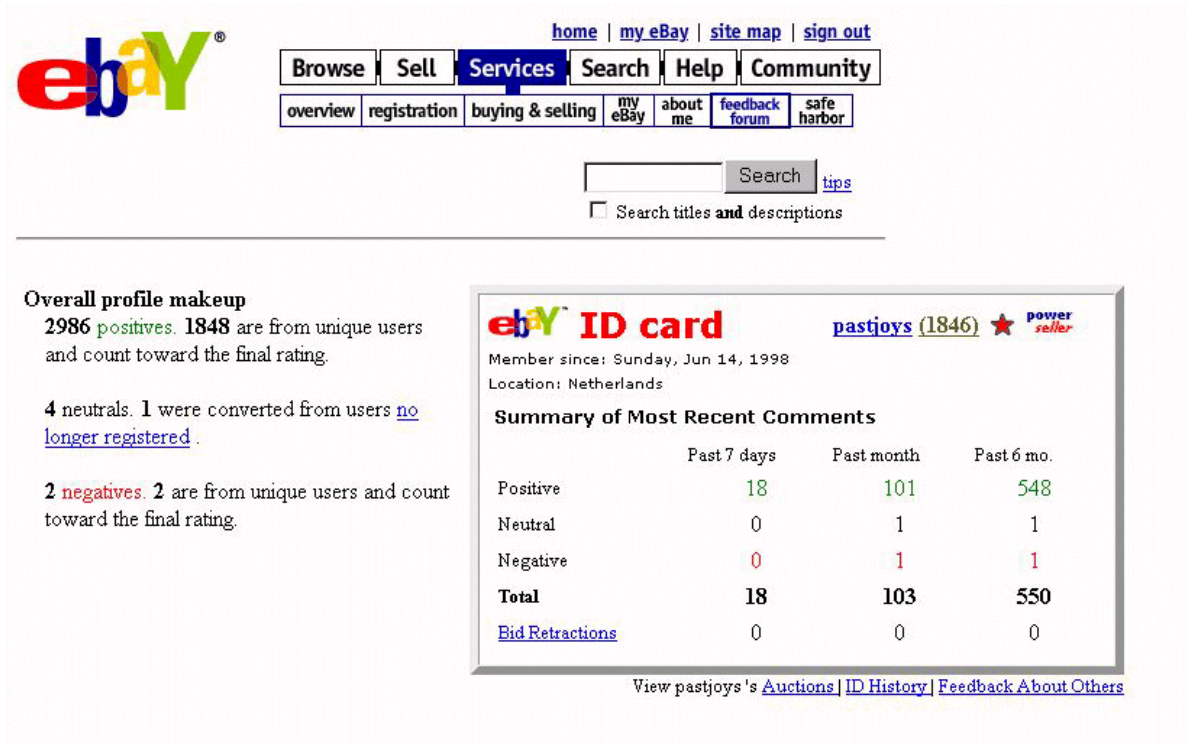 ebaY®
home | my eBay | site map | sign out
Browse Sell Services Search Help Community
overview registration buying & selling my eBay about me feedback forum safe harbor
Search tips
Search titles and descriptions
Overall profile makeup
2986 positives. 1848 are from unique users
and count toward the final rating.
4 neutrals. 1 were converted from users no
longer registered .
2 negatives. 2 are from unique users and count
toward the final rating.
ebaY™ ID card pastjoys (1846) power seller
Member since: Sunday, Jun 14, 1998
Location: Netherlands
Summary of Most Recent Comments
Past 7 days Past month Past 6 mo.
Positive 18 101 548
Neutral 0 1 1
Negative 0 1 1
Total 18 103 550
Bid Retractions 0 0 0
View pastjoys 's Auctions | ID History | Feedback About Others